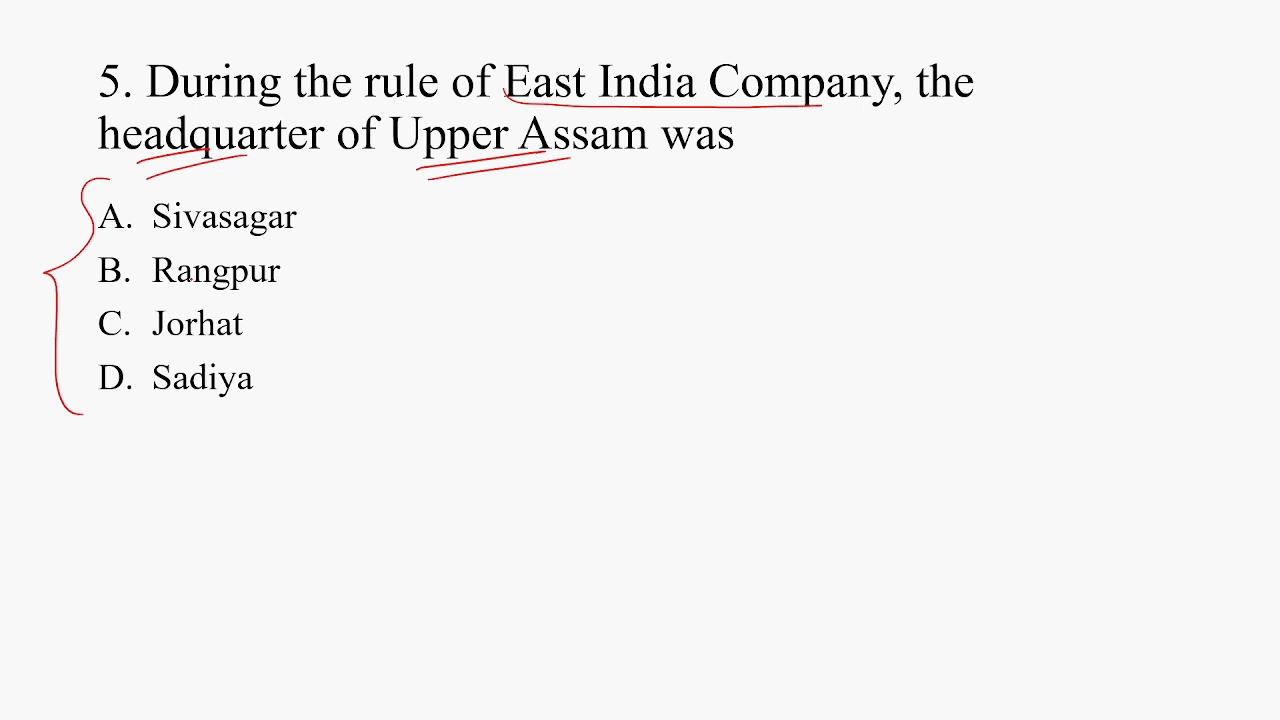 5. During the rule of East India Company, the
headquarter of Upper Assam was
A. Sivasagar
B. Rangpur
C. Jorhat
D. Sadiya